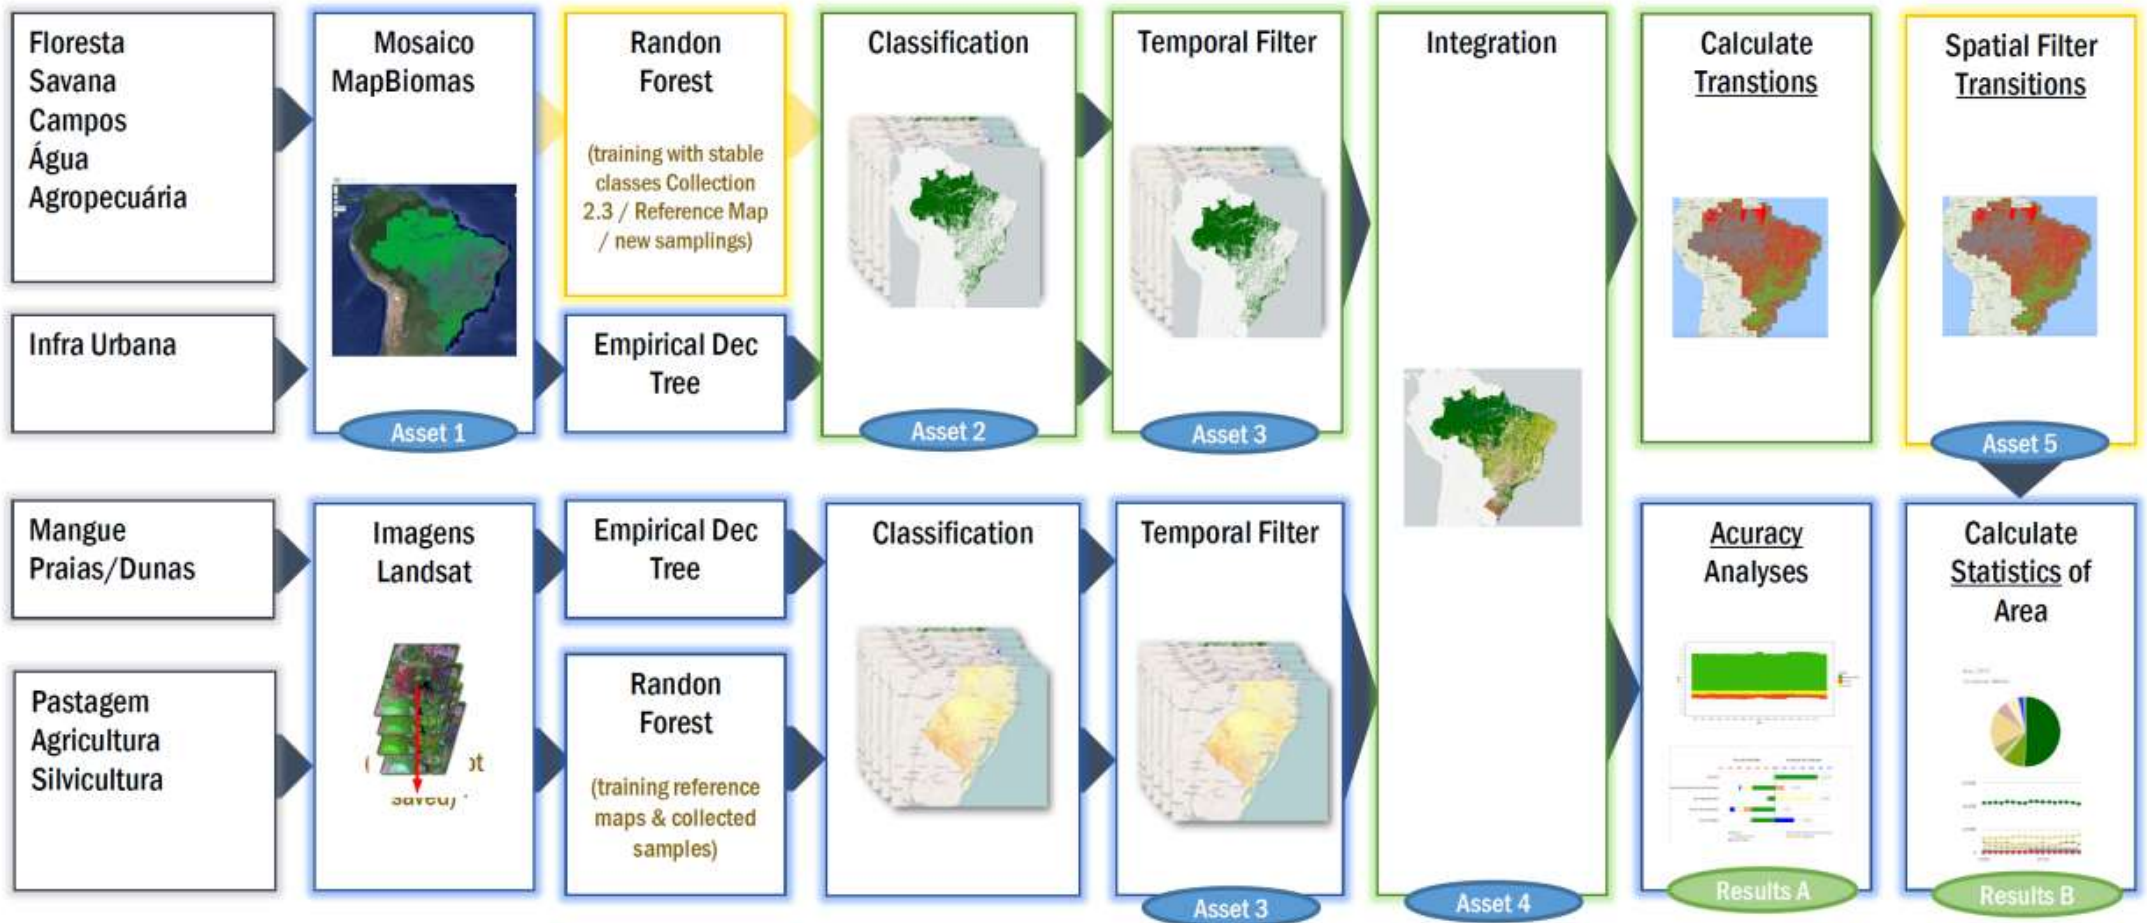 Floresta
Savana
Campos
Água
Agropecuária
Infra Urbana
Mosaico
MapBiomas
Asset 1
Randon
Forest
(training with stable
classes Collection
2.3 / Reference Map
/ new samplings)
Empirical Dec
Tree
Classification
Asset 2
Temporal Filter
Asset 3
Integration
Asset 4
Calculate
Transtions
Spatial Filter
Transitions
Asset 5
Mangue
Praias/Dunas
Pastagem
Agricultura
Silvicultura
Imagens
Landsat
saved)
Empirical Dec
Tree
Randon
Forest
(training reference
maps & collected
samples)
Classification
Temporal Filter
Asset 3
Acuracy
Analyses
Results A
Calculate
Statistics of
Area
Results B